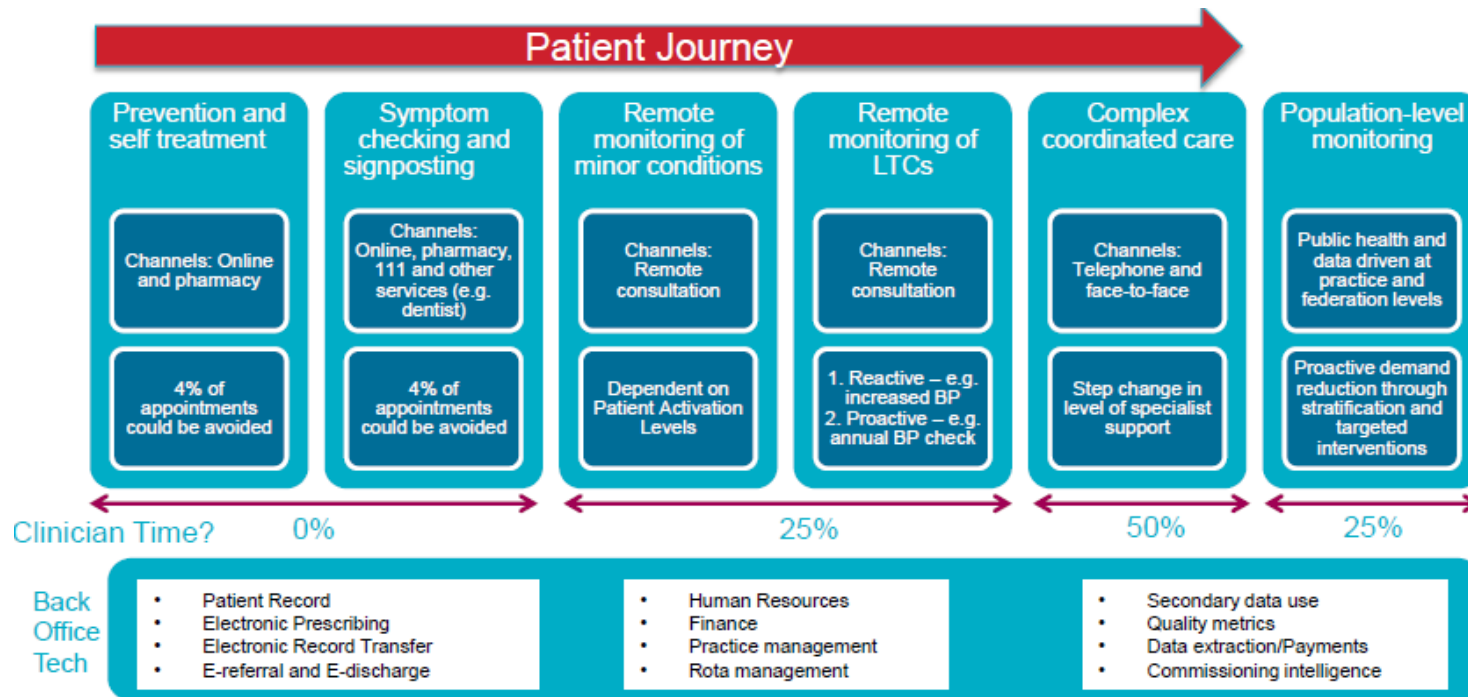 Patient Journey
Prevention and
self treatment
Channels: Online
and pharmacy
4% of
appointments
could be avoided
Symptom
checking and
signposting
Channels:
Online, pharmacy,
111 and other
services (e.g.
dentist)
4% of
appointments
could be avoided
Remote
monitoring of
minor conditions
Channels:
Remote
consultation
Dependent on
Patient Activation
Levels
Remote
monitoring of
LTCs
Channels:
Remote
consultation
1. Reactive – e.g.
increased BP
2. Proactive – e.g.
annual BP check
Complex
coordinated care
Channels:
Telephone and
face-to-face
Step change in
level of specialist
support
Population-level
monitoring
Public health and
data driven at
practice and
federation levels
Proactive demand
reduction through
stratification and
targeted
interventions
Clinician Time? 0% 25% 50% 25%
Back
Office
Tech
• Patient Record
• Electronic Prescribing
• Electronic Record Transfer
• E-referral and E-discharge
• Human Resources
• Finance
• Practice management
• Rota management
• Secondary data use
• Quality metrics
• Data extraction/Payments
• Commissioning intelligence